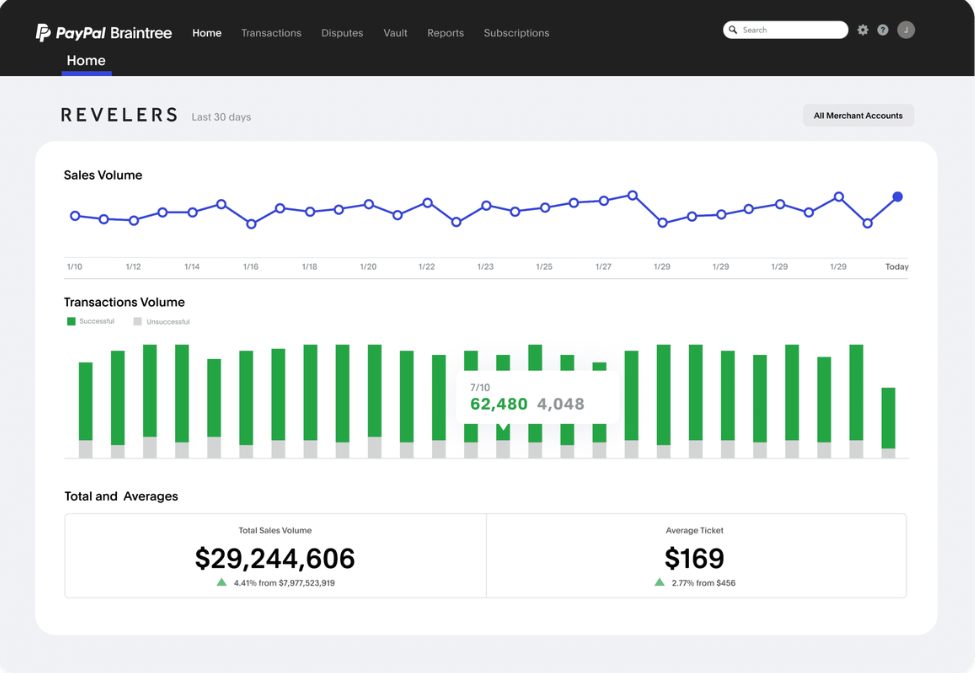 PayPal Braintree Home Transactions Disputes Vault Reports Subscriptions Search ? J
Home
REVELERS Last 30 days All Merchant Accounts
Sales Volume
1/10 1/12 1/14 1/16 1/18 1/20 1/22 1/23 1/25 1/27 1/29 1/29 1/29 1/29 Today
Transactions Volume
Successful Unsuccessful
7/10
62,480 4,048
Total and Averages
Total Sales Volume Average Ticket
$29,244,606 $169
4.41% from $7,977,523,919 2.77% from $456